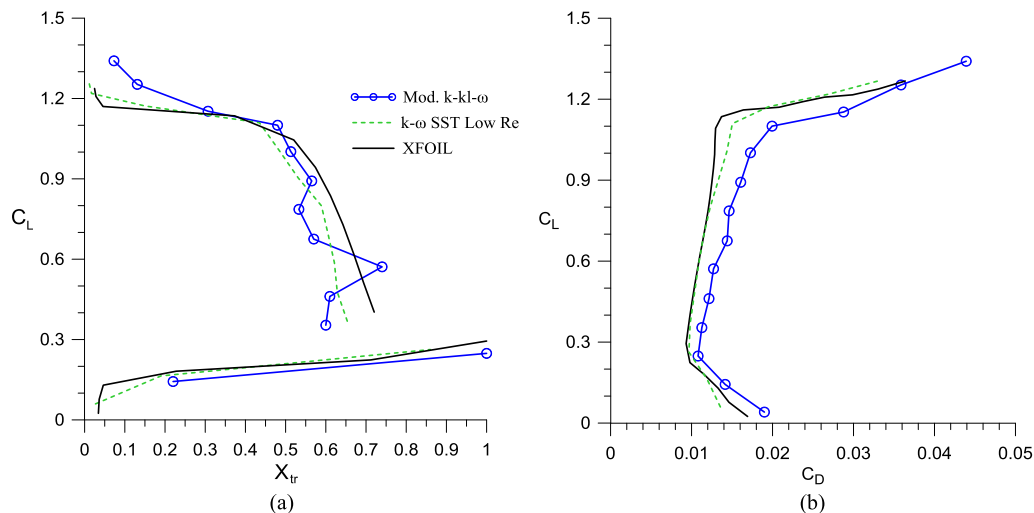 1.5
1.2
0.9
0.6
0.3
0
C_L
0 0.1 0.2 0.3 0.4 0.5 0.6 0.7 0.8 0.9 1
X_tr
(a)
Mod. k-kl-ω
k-ω SST Low Re
XFOIL
1.5
1.2
0.9
0.6
0.3
0
C_L
0 0.01 0.02 0.03 0.04 0.05
C_D
(b)